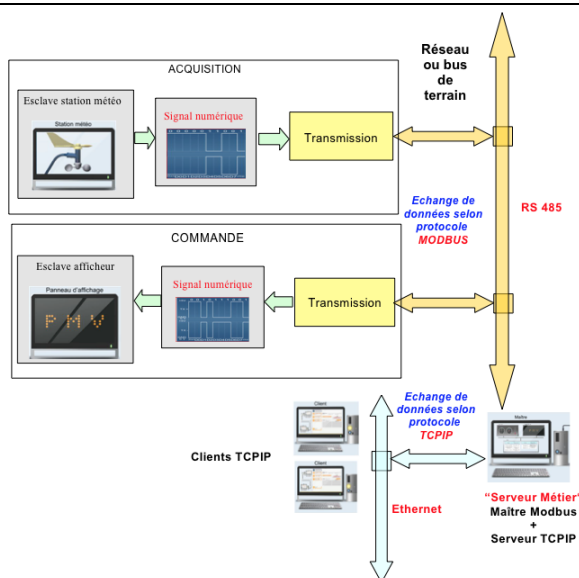 Réseau
ou bus
de
terrain
ACQUISITION
Esclave station météo
Station météo
Signal numérique
Transmission
RS 485
Echange de
données selon
protocole
MODBUS
COMMANDE
Esclave afficheur
Panneau d'affichage
P M V
Signal numérique
Transmission
Echange de
données selon
protocole
TCPIP
Client
Client
Maître
Clients TCPIP
Ethernet
“Serveur Métier“
Maître Modbus
+
Serveur TCPIP